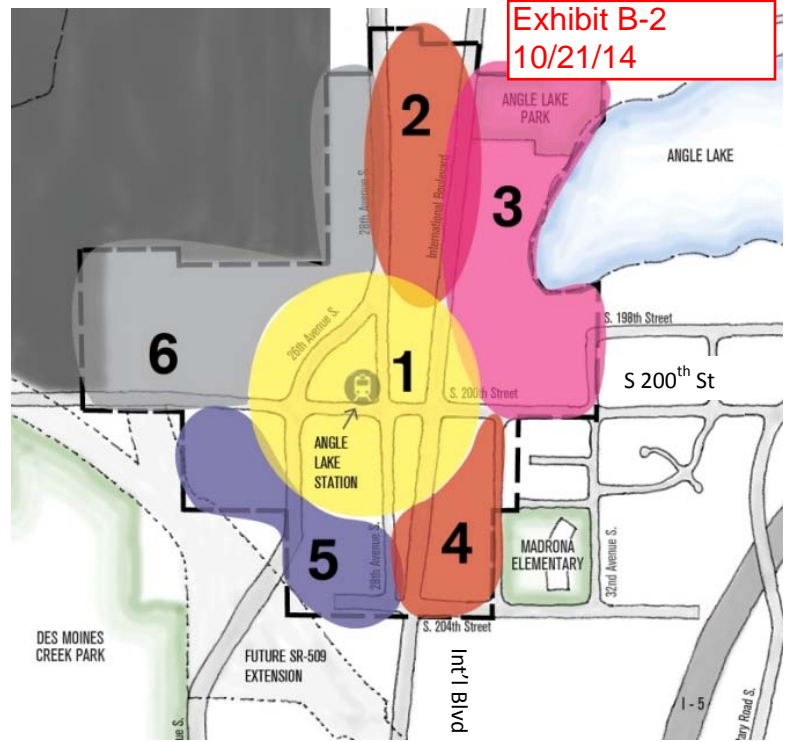 Exhibit B-2
10/21/14
2
ANGLE LAKE
PARK
ANGLE LAKE
28th Avenue S.
International Boulevard
3
26th Avenue S.
S. 198th Street
6
1
S. 200th Street
S 200th St
ANGLE
LAKE
STATION
5
28th Avenue S.
4
MADRONA
ELEMENTARY
32nd Avenue S.
S. 204th Street
DES MOINES
CREEK PARK
FUTURE SR-509
EXTENSION
Int'l Blvd
I - 5
Road S.